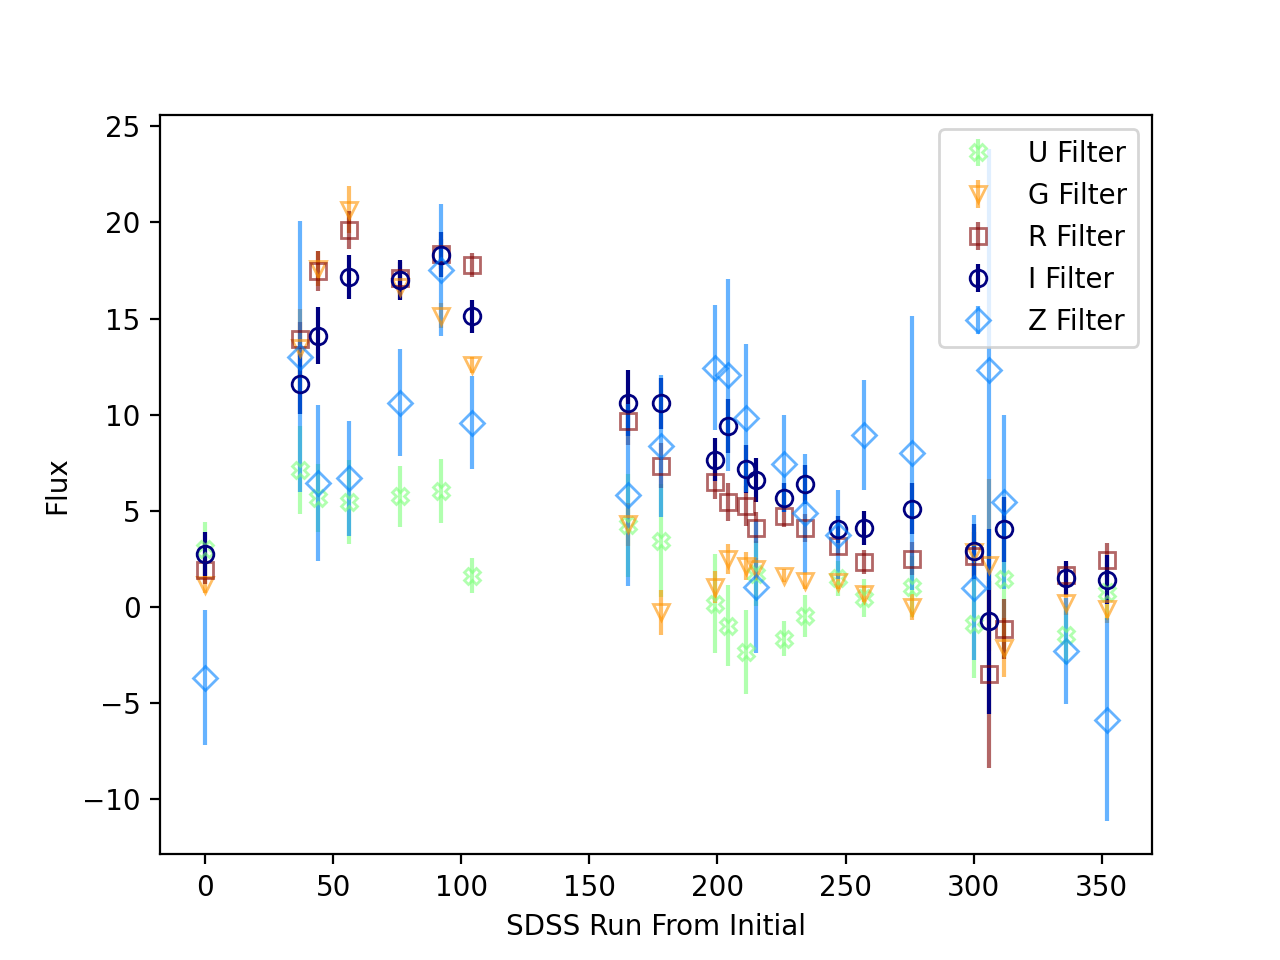 25
20
15
10
5
0
−5
−10
Flux
U Filter
G Filter
R Filter
I Filter
Z Filter
0 50 100 150 200 250 300 350
SDSS Run From Initial